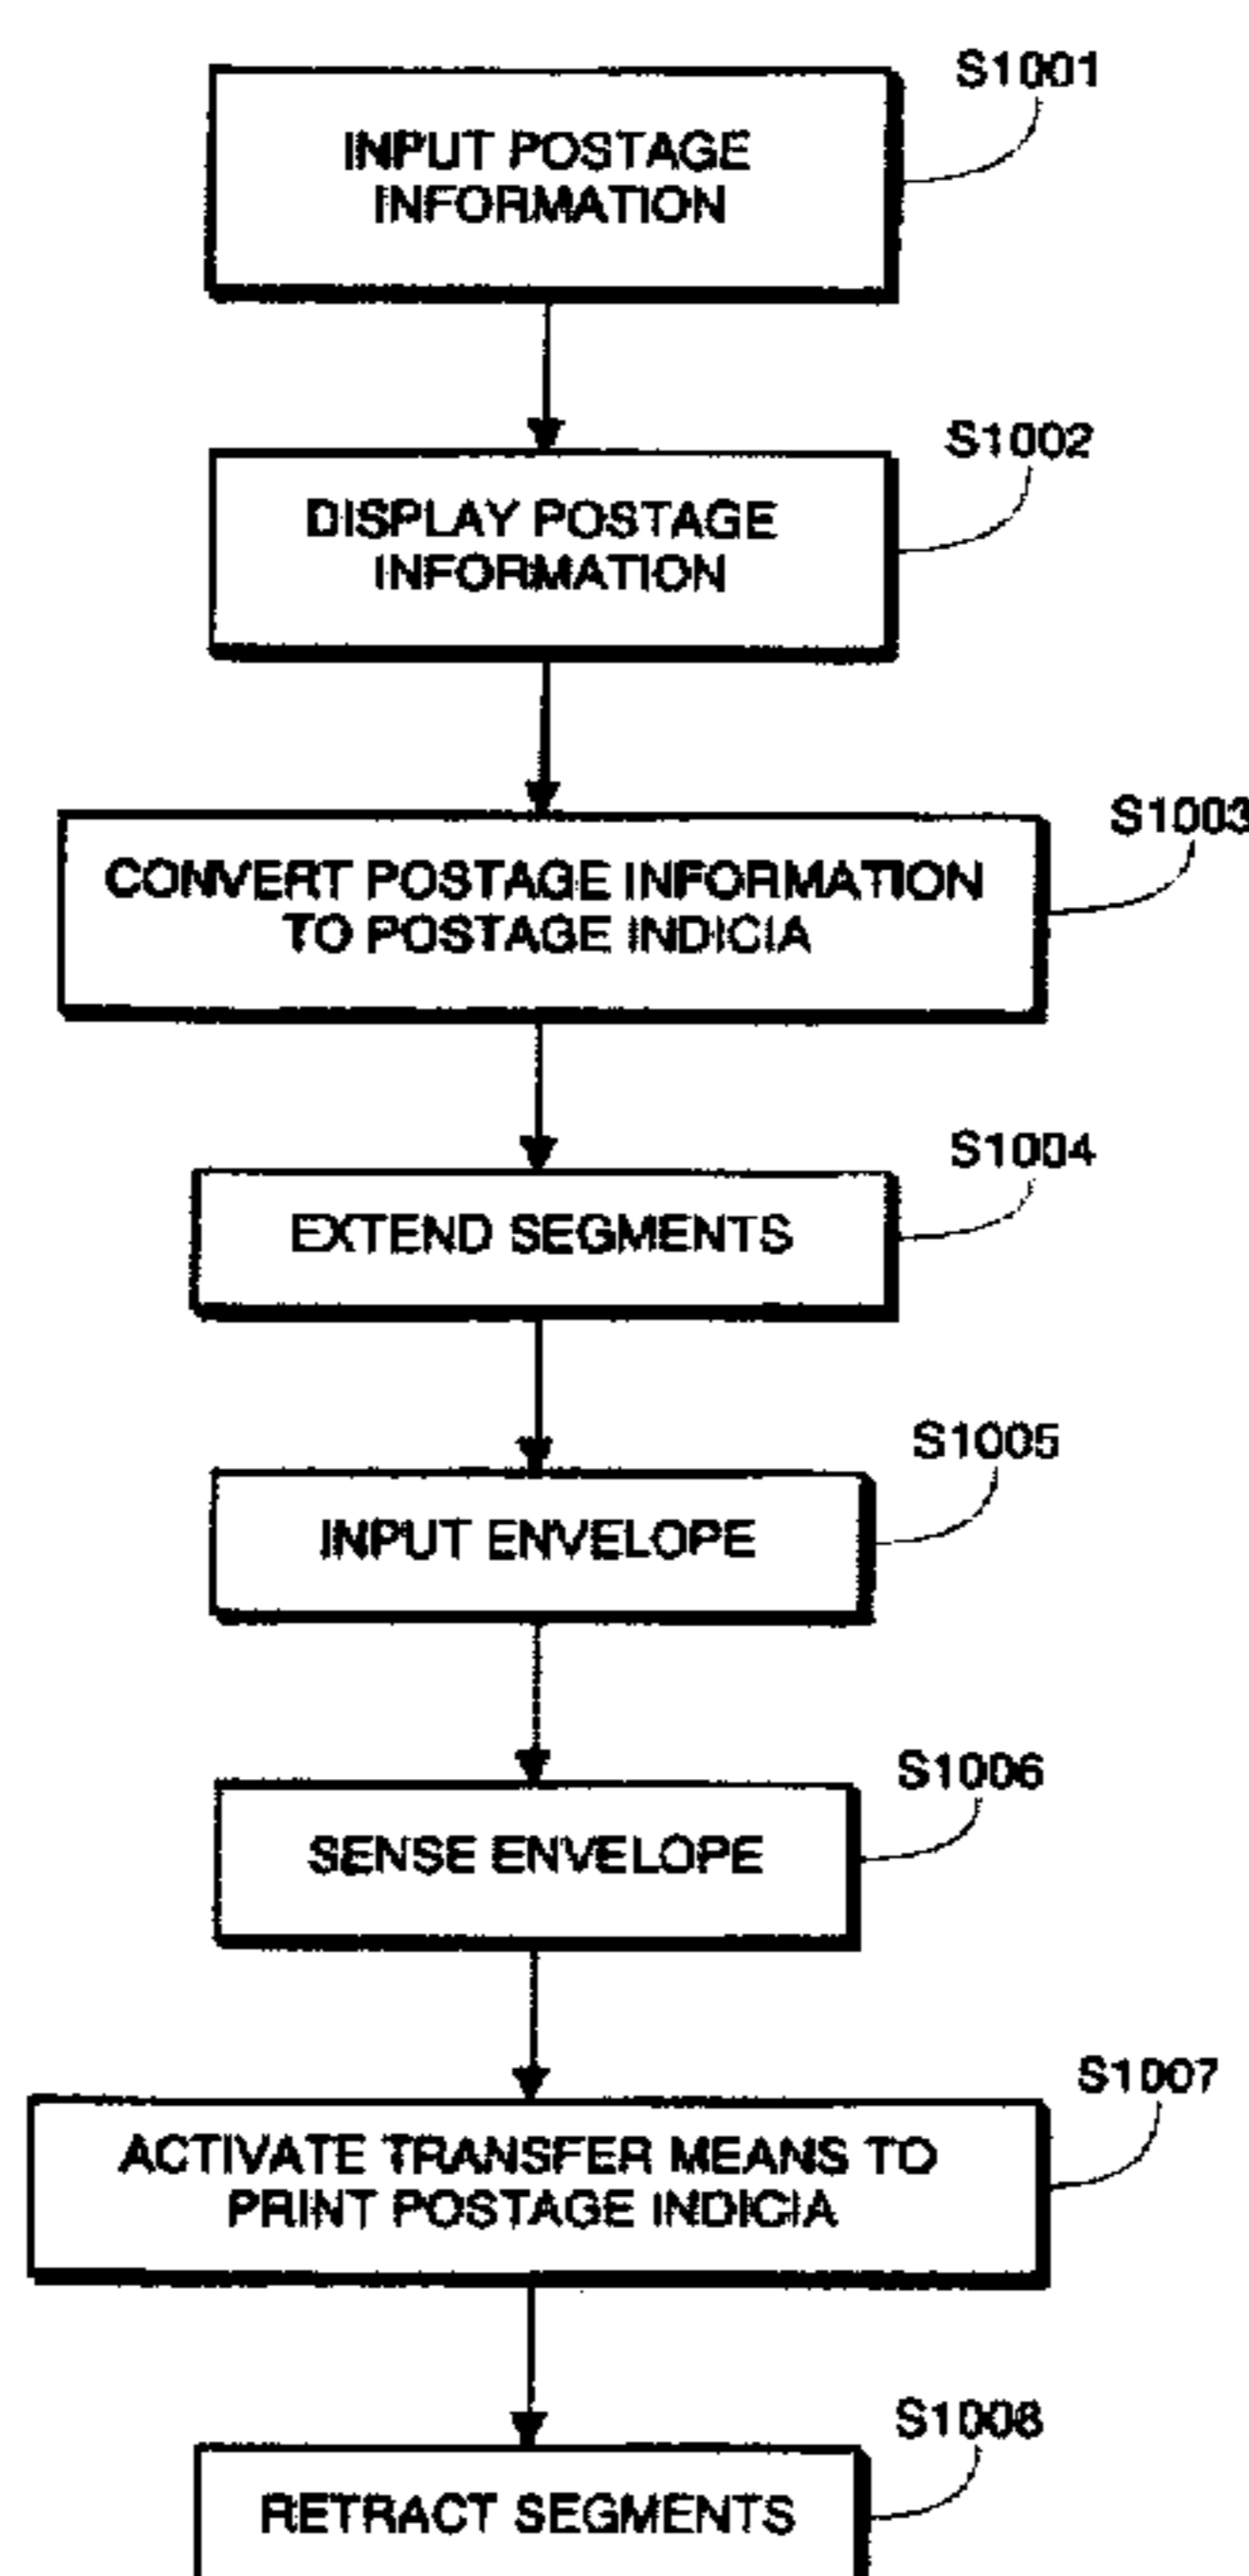 S1001
INPUT POSTAGE
INFORMATION
S1002
DISPLAY POSTAGE
INFORMATION
S1003
CONVERT POSTAGE INFORMATION
TO POSTAGE INDICIA
S1004
EXTEND SEGMENTS
S1005
INPUT ENVELOPE
S1006
SENSE ENVELOPE
S1007
ACTIVATE TRANSFER MEANS TO
PRINT POSTAGE INDICIA
S1008
RETRACT SEGMENTS